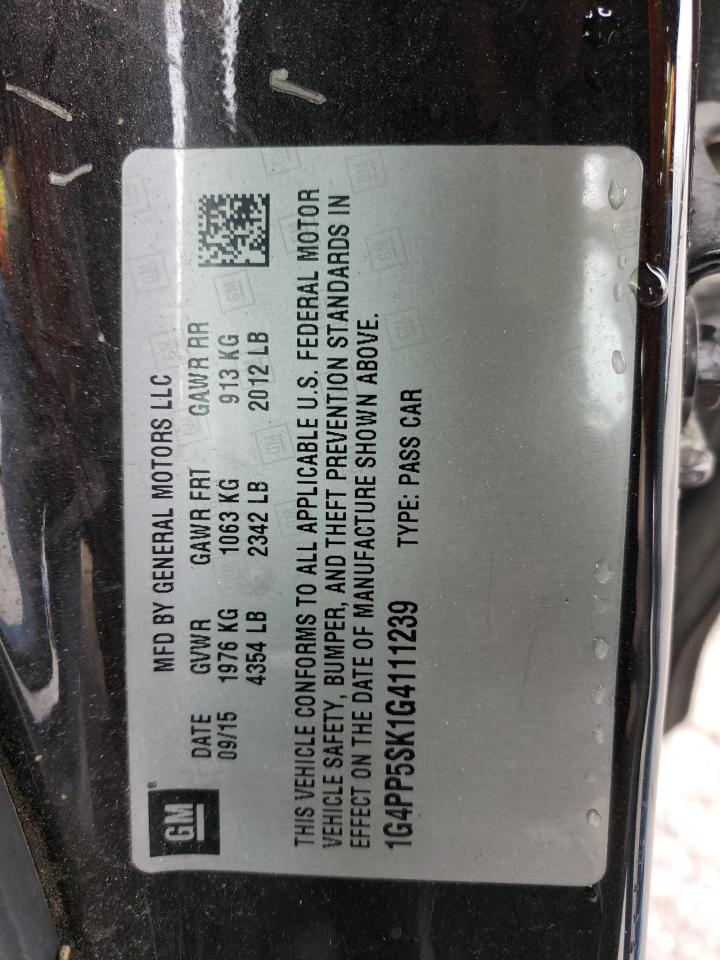 GM®
MFD BY GENERAL MOTORS LLC
DATE GVWR GAWR FRT GAWR RR
09/15 1976 KG 1063 KG 913 KG
4354 LB 2342 LB 2012 LB
THIS VEHICLE CONFORMS TO ALL APPLICABLE U.S. FEDERAL MOTOR
VEHICLE SAFETY, BUMPER, AND THEFT PREVENTION STANDARDS IN
EFFECT ON THE DATE OF MANUFACTURE SHOWN ABOVE.
1G4PP5SK1G4111239 TYPE: PASS CAR